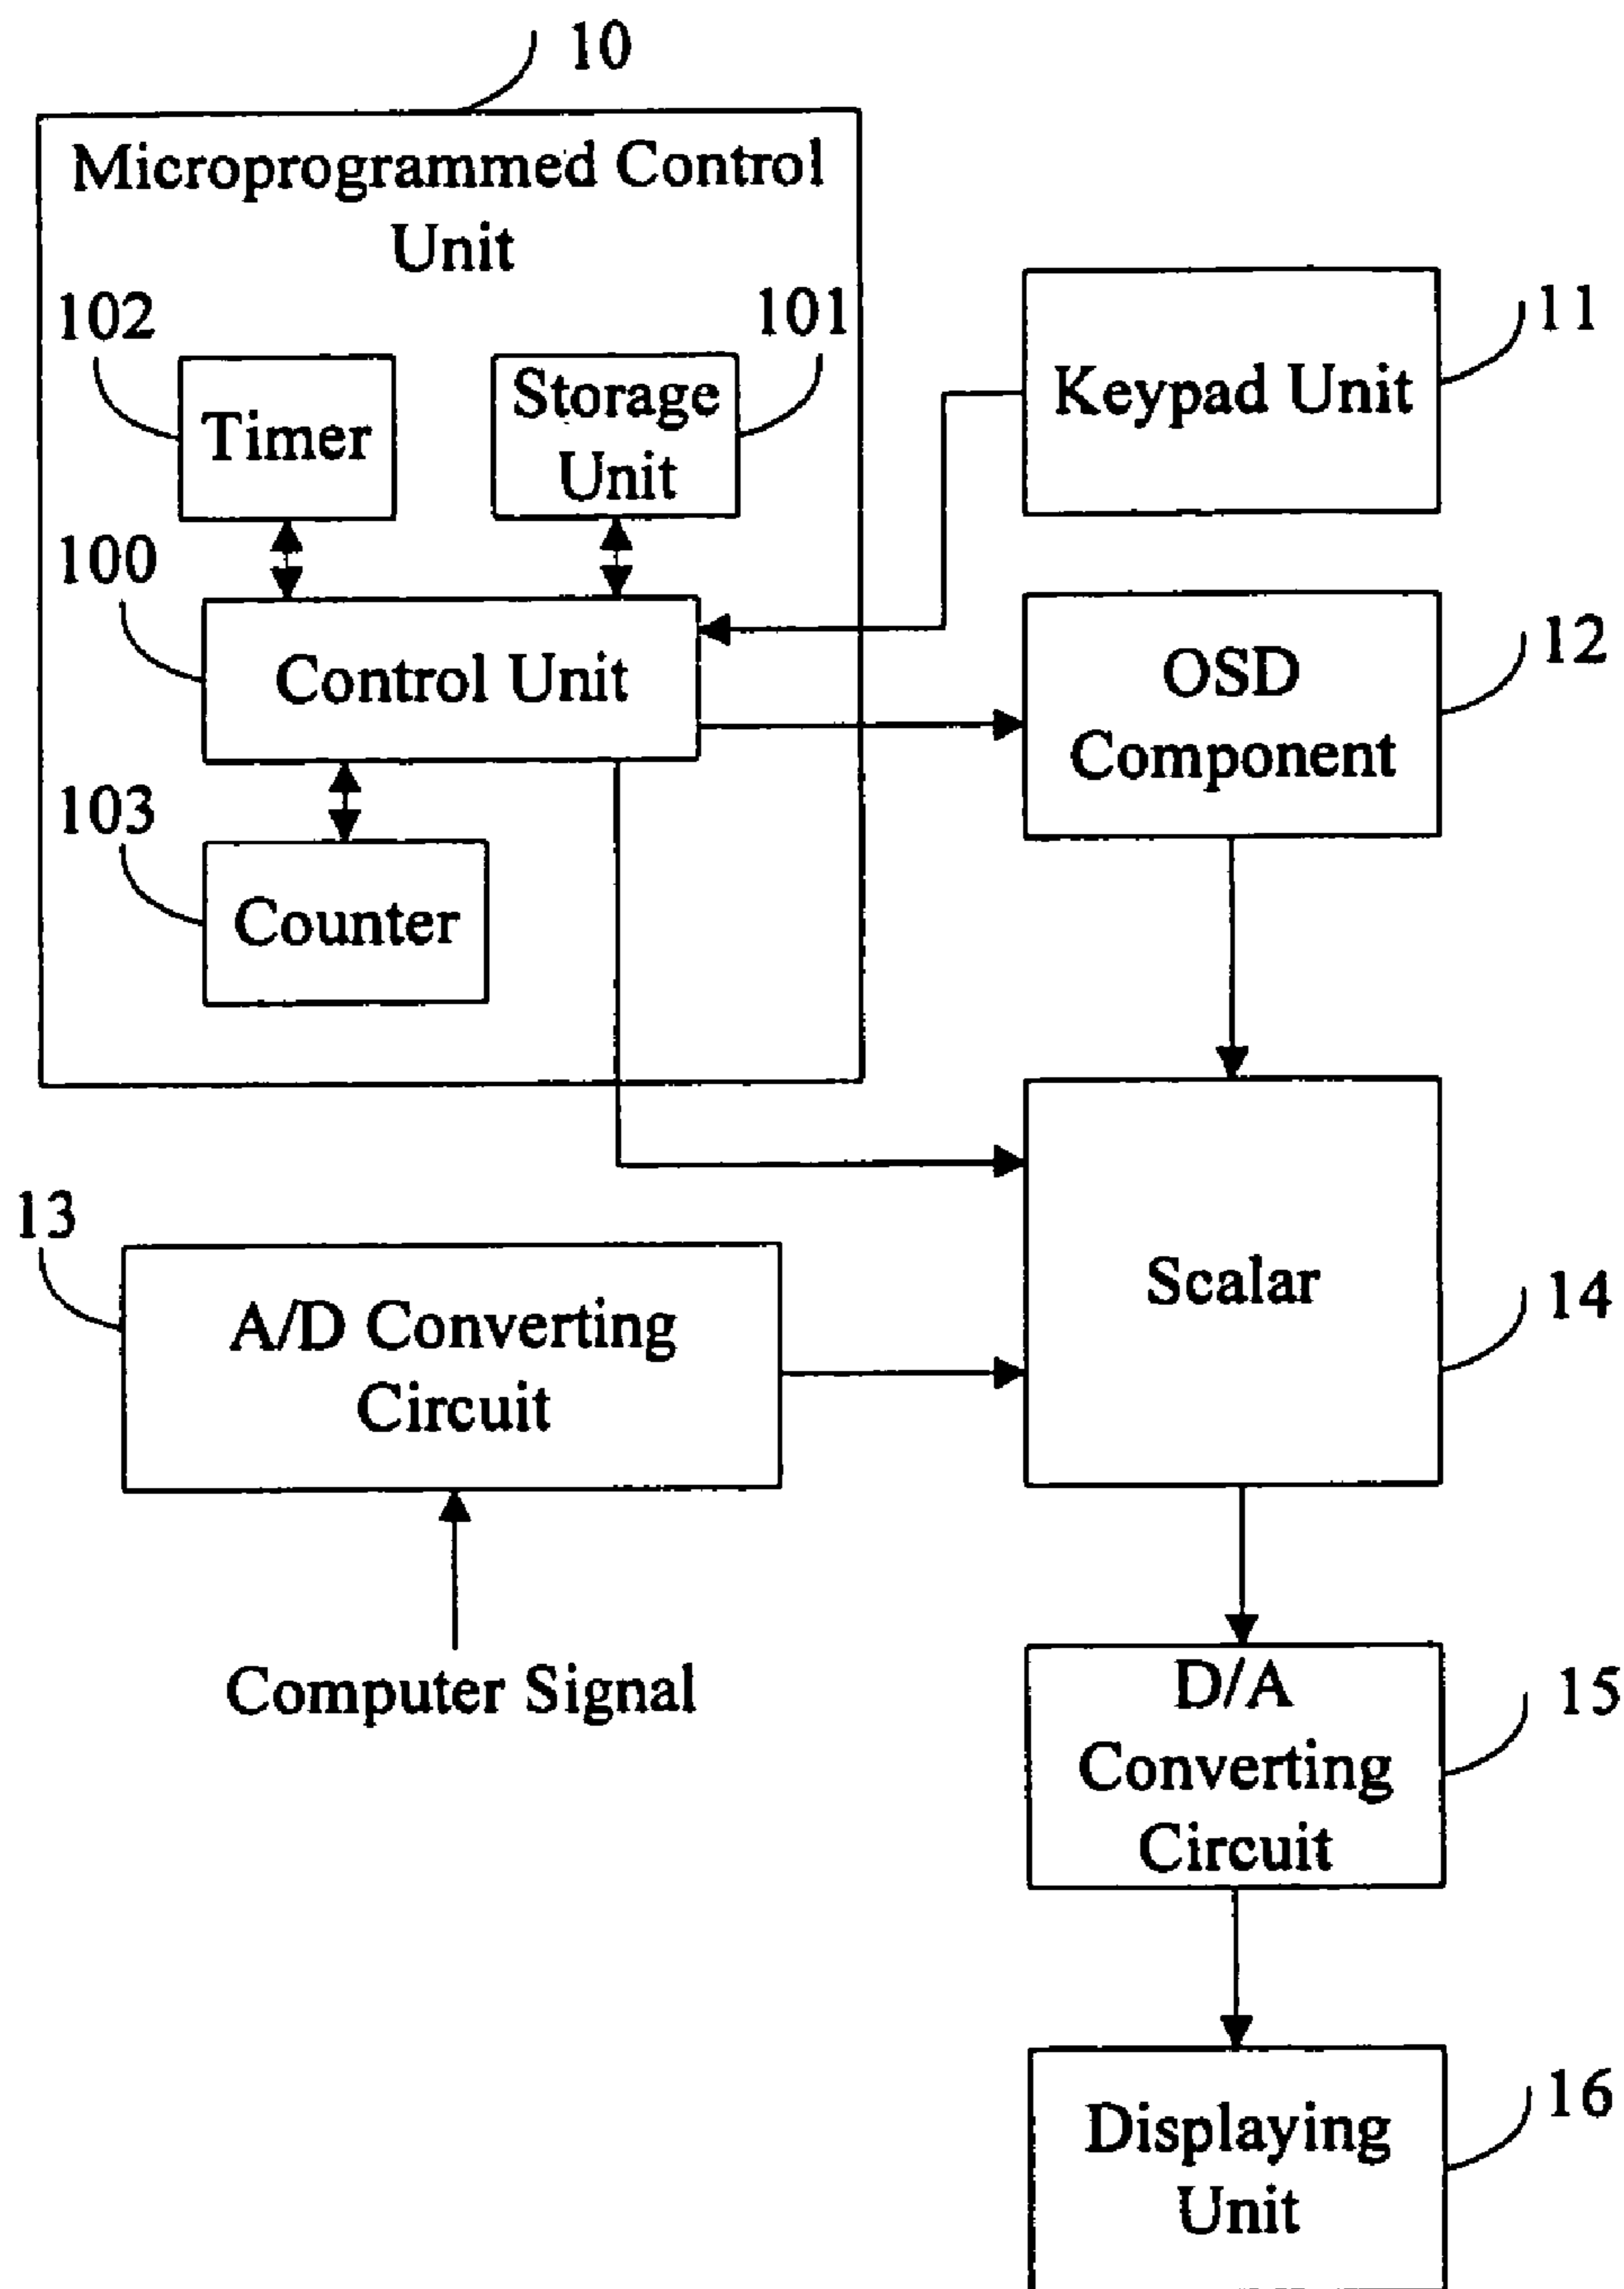 10
Microprogrammed Control
Unit
102
101
11
Timer
Storage
Unit
Keypad Unit
100
Control Unit
12
OSD
Component
103
Counter
13
A/D Converting
Circuit
Scalar
14
Computer Signal
D/A
Converting
Circuit
15
Displaying
Unit
16